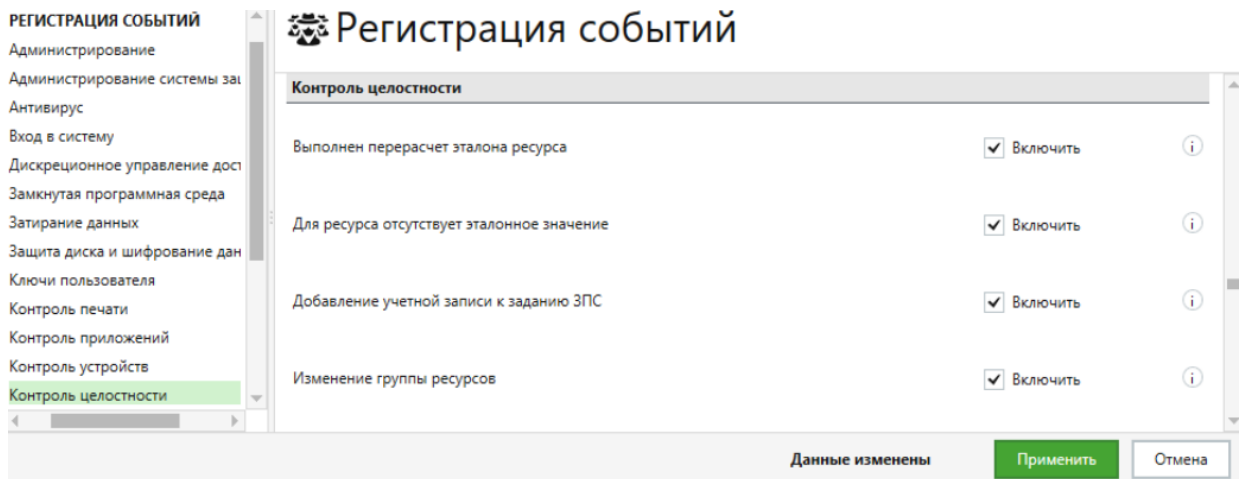 РЕГИСТРАЦИЯ СОБЫТИЙ
Администрирование
Администрирование системы
Антивирус
Вход в систему
Дискреционное управление
Замкнутая программная среда
Затирание данных
Защита диска и шифрование
Ключи пользователя
Контроль печати
Контроль приложений
Контроль устройств
Контроль целостности
Регистрация событий
Контроль целостности
Выполнен перерасчет эталона ресурса Включить
Для ресурса отсутствует эталонное значение Включить
Добавление учетной записи к заданию ЗПС Включить
Изменение группы ресурсов Включить
Данные изменены Применить Отмена